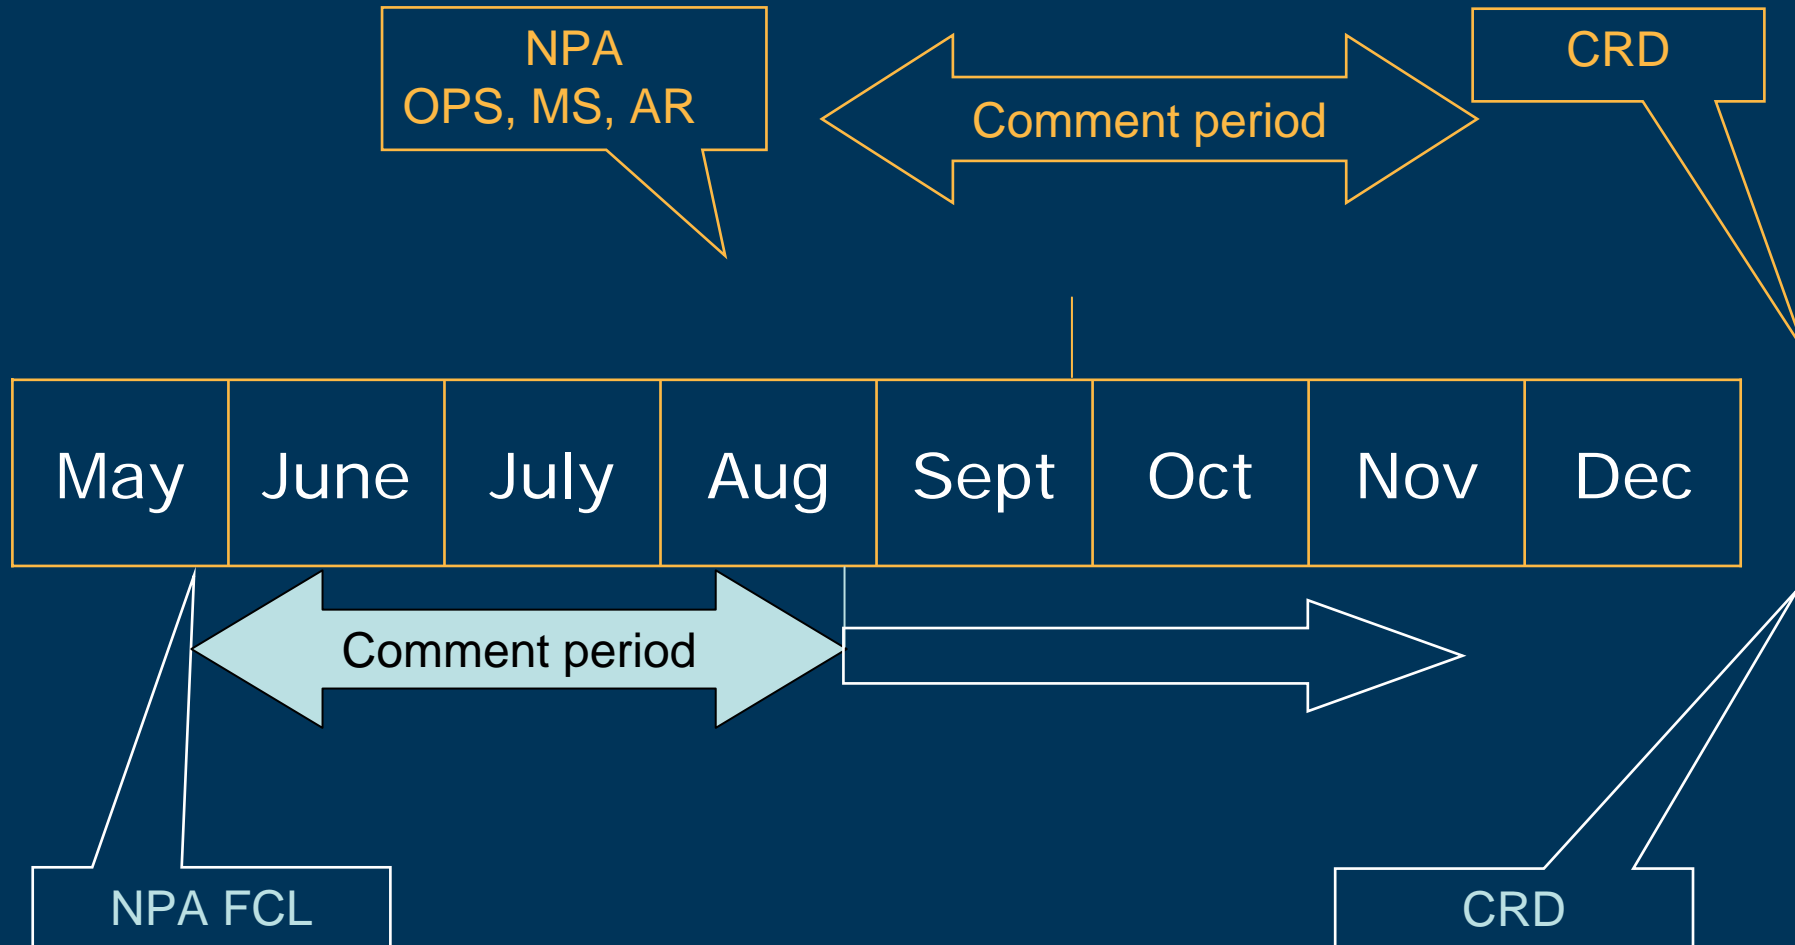 NPA
OPS, MS, AR
Comment period
CRD
May June July Aug Sept Oct Nov Dec
Comment period
NPA FCL
CRD